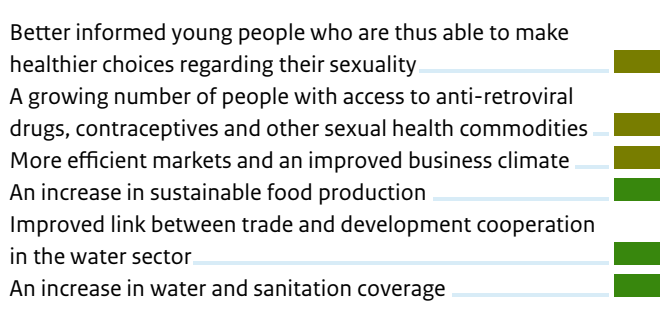 Better informed young people who are thus able to make
healthier choices regarding their sexuality
A growing number of people with access to anti-retroviral
drugs, contraceptives and other sexual health commodities
More efficient markets and an improved business climate
An increase in sustainable food production
Improved link between trade and development cooperation
in the water sector
An increase in water and sanitation coverage